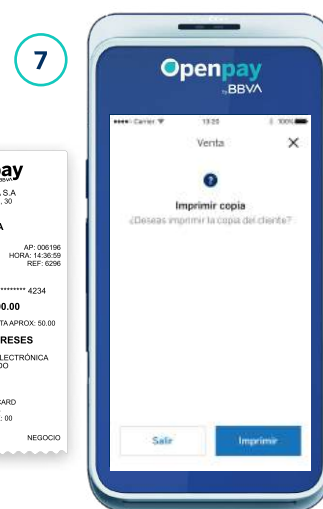 7
Openpay
by BBVA
Carrier
13:20
100%
Venta
Imprimir copia
¿Deseas imprimir la copia del cliente?
Salir
Imprimir
ay
S.A
, 30
A
AP: 006196
HORA: 14:36:59
REF: 6296
******** 4234
00.00
TA APROX: 50.00
RESES
LECTRÓNICA
DO
CARD
: 00
NEGOCIO